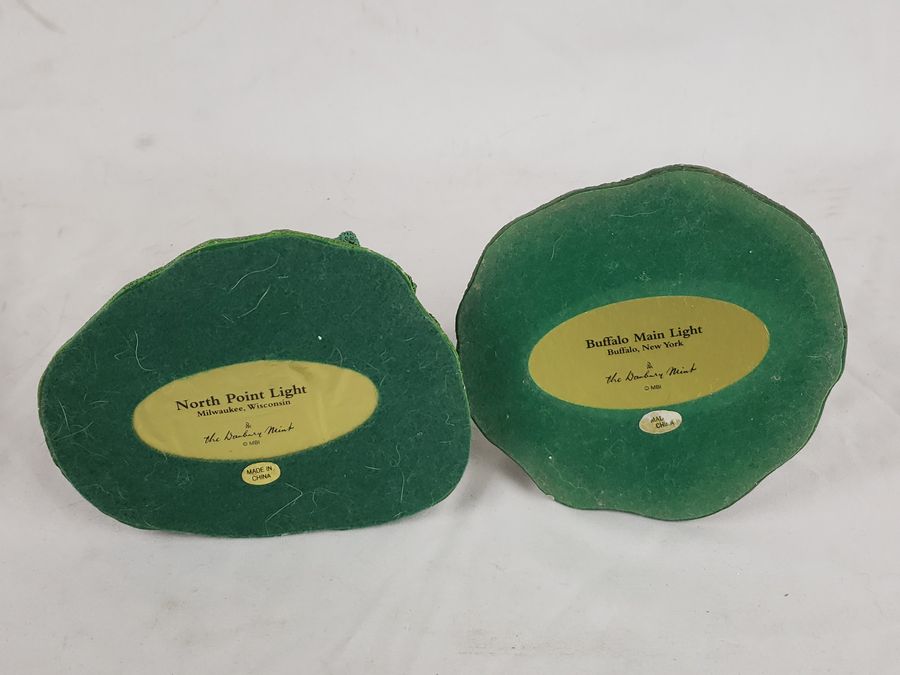 North Point Light
Milwaukee, Wisconsin
the Danbury Mint
© MBI
MADE IN
CHINA
Buffalo Main Light
Buffalo, New York
the Danbury Mint
© MBI